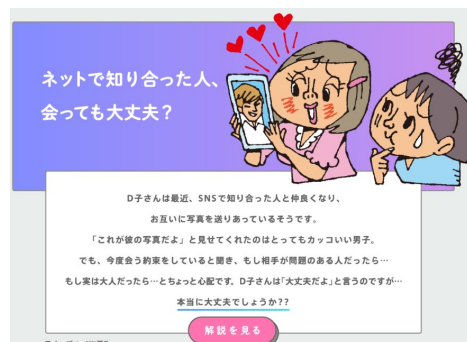 ネットで知り合った人、
会っても大丈夫？
D子さんは最近、SNSで知り合った人と仲良くなり、
お互いに写真を送りあっているそうです。
「これが彼の写真だよ」と見せてくれたのはとってもカッコいい男子。
でも、今度会う約束をしていると聞き、もし相手が問題のある人だったら…
もし実は大人だったら…とちょっと心配です。D子さんは「大丈夫だよ」と言うのですが…
本当に大丈夫でしょうか??
解説を見る